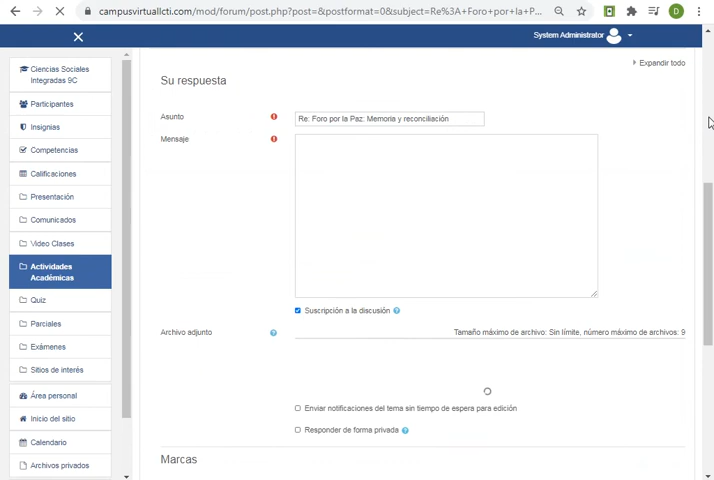 campusvirtuallcti.com/mod/forum/post.php?post=&postformat=0&subject=Re%3A+Foro+por+la+P...
D
System Administrator
Ciencias Sociales
Integradas 9C
Participantes
Insignias
Competencias
Calificaciones
Presentación
Comunicados
Video Clases
Actividades
Académicas
Quiz
Parciales
Exámenes
Sitios de interés
Área personal
Inicio del sitio
Calendario
Archivos privados
Expandir todo
Su respuesta
Asunto
Re: Foro por la Paz: Memoria y reconciliación
Mensaje
Suscripción a la discusión
Archivo adjunto
Tamaño máximo de archivo: Sin límite, número máximo de archivos: 9
Enviar notificaciones del tema sin tiempo de espera para edición
Responder de forma privada
Marcas